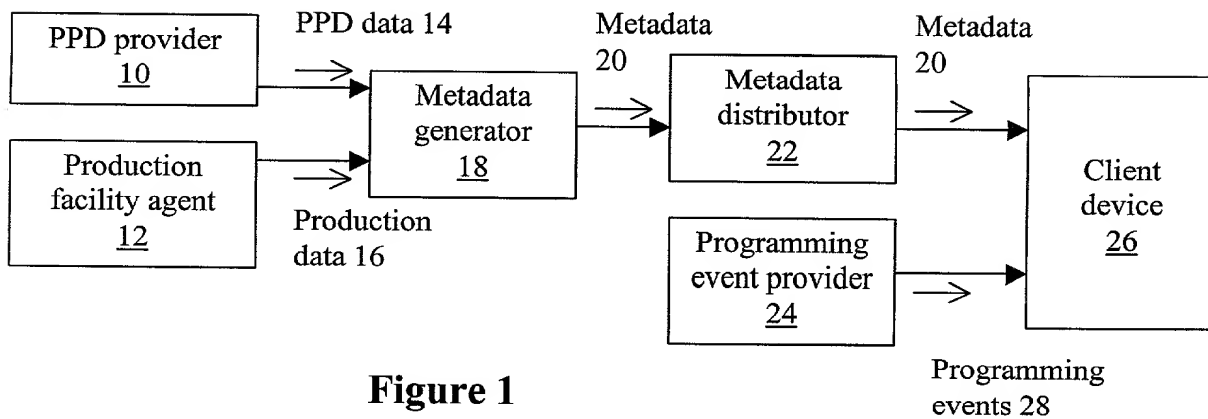 PPD provider
10
PPD data 14
Metadata
20
Metadata
20
Metadata
generator
18
Metadata
distributor
22
Production
facility agent
12
Production
data 16
Programming
event provider
24
Client
device
26
Programming
events 28
Figure 1